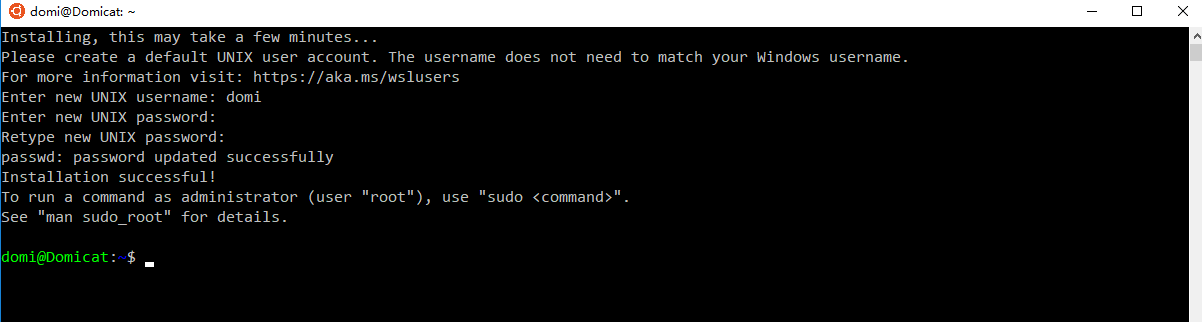 domi@Domicat: ~
Installing, this may take a few minutes...
Please create a default UNIX user account. The username does not need to match your Windows username.
For more information visit: https://aka.ms/wslusers
Enter new UNIX username: domi
Enter new UNIX password:
Retype new UNIX password:
passwd: password updated successfully
Installation successful!
To run a command as administrator (user "root"), use "sudo <command>".
See "man sudo_root" for details.
domi@Domicat:~$